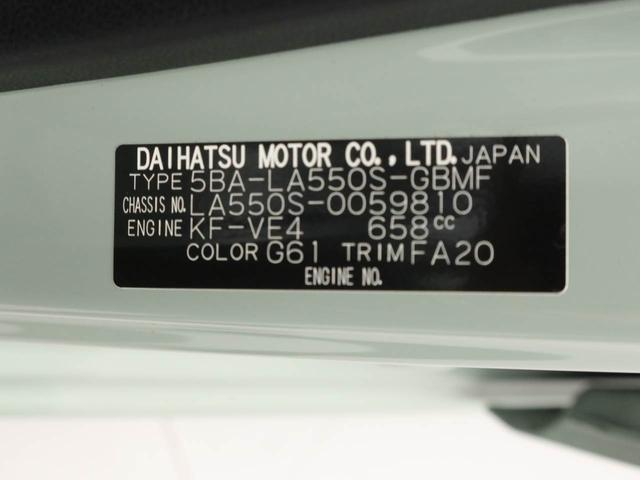 DAIHATSU MOTOR CO., LTD. JAPAN
TYPE 5BA-LA550S-GBMF
CHASSIS NO. LA550S-0059810
ENGINE KF-VE4 658cc
COLOR G61 TRIM FA20
ENGINE NO.